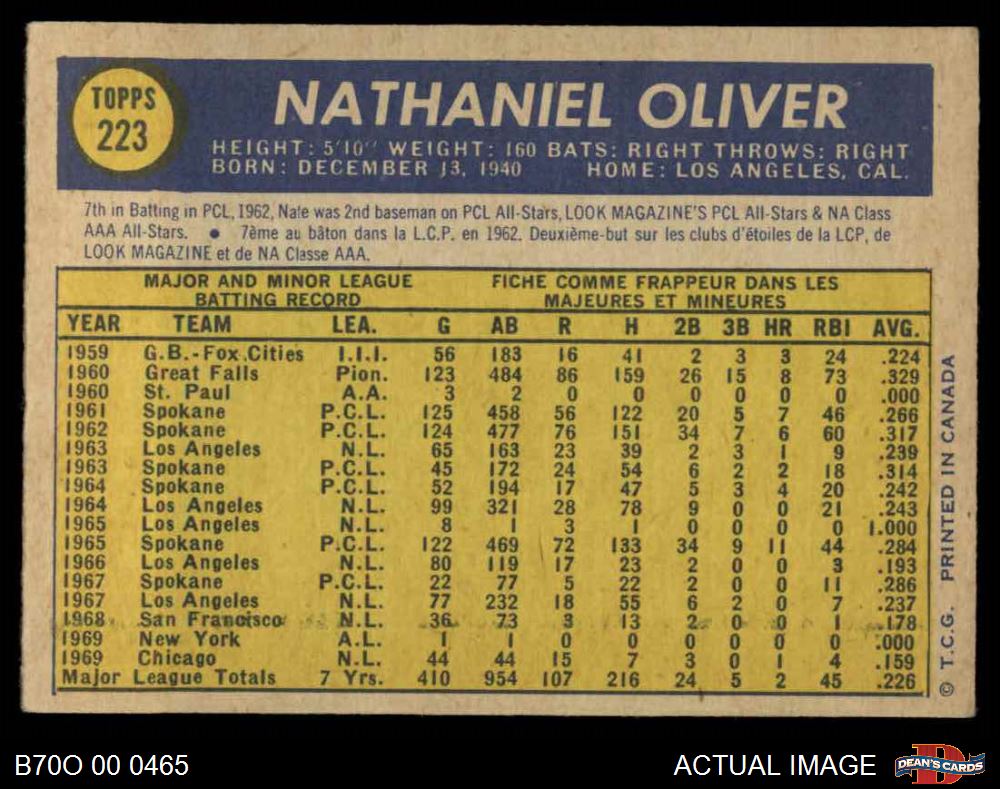 TOPPS
223
NATHANIEL OLIVER
HEIGHT: 5'10" WEIGHT: 160 BATS: RIGHT THROWS: RIGHT
BORN: DECEMBER 13, 1940 HOME: LOS ANGELES, CAL.
7th in Batting in PCL, 1962, Nate was 2nd baseman on PCL All-Stars, LOOK MAGAZINE'S PCL All-Stars & NA Class
AAA All-Stars. • 7ème au bâton dans la L.C.P. en 1962. Deuxième-but sur les clubs d'étoiles de la LCP, de
LOOK MAGAZINE et de NA Classe AAA.
MAJOR AND MINOR LEAGUE FICHE COMME FRAPPEUR DANS LES
BATTING RECORD MAJEURES ET MINEURES
YEAR TEAM LEA. G AB R H 2B 3B HR RBI AVG.
1959 G.B.-Fox Cities I.I.I. 56 183 16 41 2 3 3 24 .224
1960 Great Falls Pion. 123 484 86 159 26 15 8 73 .329
1960 St. Paul A.A. 3 2 0 0 0 0 0 0 .000
1961 Spokane P.C.L. 125 458 56 122 20 5 7 46 .266
1962 Spokane P.C.L. 124 477 76 151 34 7 6 60 .317
1963 Los Angeles N.L. 65 163 23 39 2 3 1 9 .239
1963 Spokane P.C.L. 45 172 24 54 6 2 2 18 .314
1964 Spokane P.C.L. 52 194 17 47 5 3 4 20 .242
1964 Los Angeles N.L. 99 321 28 78 9 0 0 21 .243
1965 Los Angeles N.L. 8 1 3 1 0 0 0 0 1.000
1965 Spokane P.C.L. 122 469 72 133 34 9 11 44 .284
1966 Los Angeles N.L. 80 119 17 23 2 0 0 3 .193
1967 Spokane P.C.L. 22 77 5 22 2 0 0 11 .286
1967 Los Angeles N.L. 77 232 18 55 6 2 0 7 .237
1968 San Francisco N.L. 36 73 3 13 2 0 0 1 .178
1969 New York A.L. 1 1 0 0 0 0 0 0 .000
1969 Chicago N.L. 44 44 15 7 3 0 1 4 .159
Major League Totals 7 Yrs. 410 954 107 216 24 5 2 45 .226
© T.C.G. PRINTED IN CANADA
B70O 00 0465
ACTUAL IMAGE
D
DEAN'S CARDS